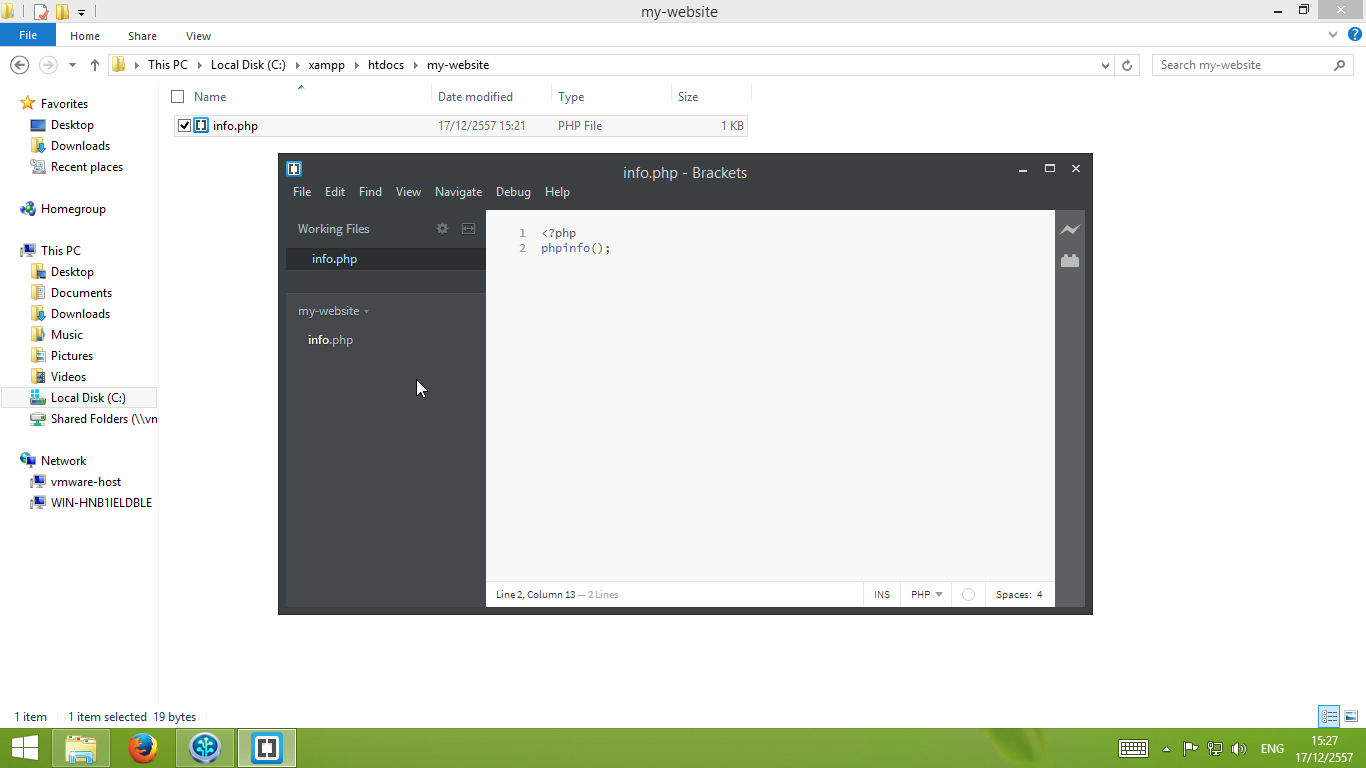 my-website
File Home Share View
This PC Local Disk (C:) xampp htdocs my-website
Search my-website
Name Date modified Type Size
info.php 17/12/2557 15:21 PHP File 1 KB
Favorites
Desktop
Downloads
Recent places
Homegroup
This PC
Desktop
Documents
Downloads
Music
Pictures
Videos
Local Disk (C:)
Shared Folders (\\vn
Network
vmware-host
WIN-HNB1IELDBLE
info.php - Brackets
File Edit Find View Navigate Debug Help
Working Files
info.php
my-website
info.php
1 <?php
2 phpinfo();
Line 2, Column 13 — 2 Lines
INS PHP Spaces: 4
1 item 1 item selected 19 bytes
ENG
15:27
17/12/2557